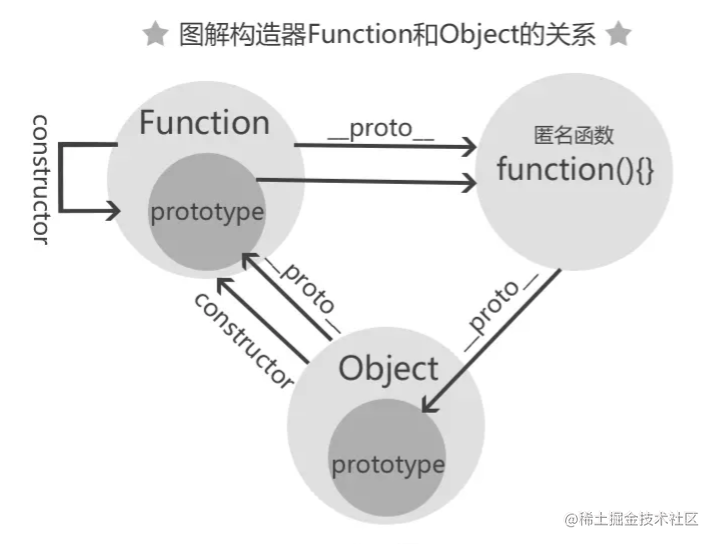 图解构造器Function和Object的关系
Function
__proto__
匿名函数
function(){}
constructor
prototype
__proto__
constructor
__proto__
Object
prototype
@稀土掘金技术社区